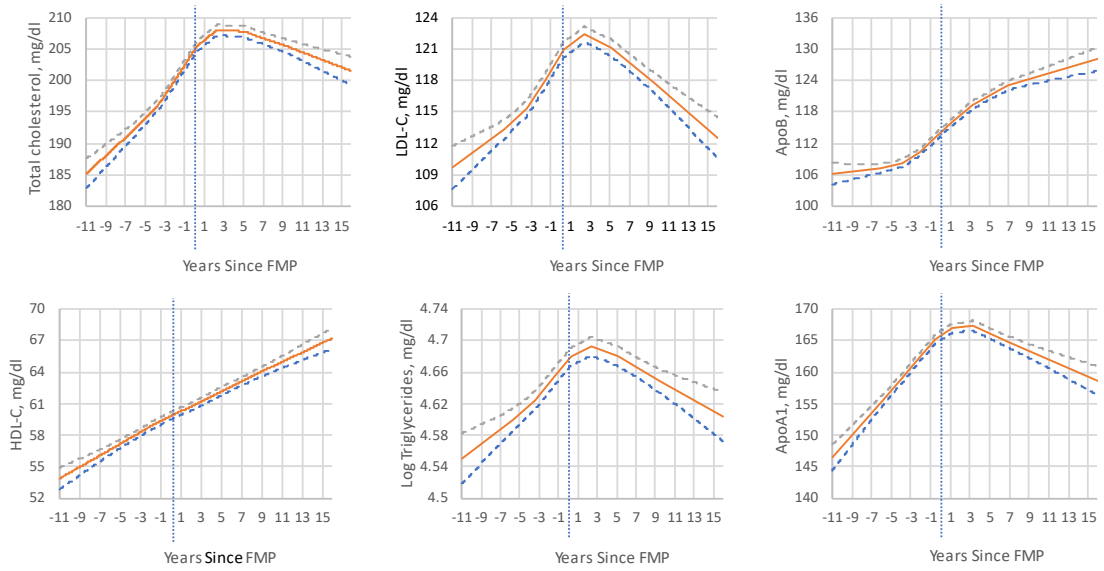 Total cholesterol, mg/dl
210
205
200
195
190
185
180
-11 -9 -7 -5 -3 -1 1 3 5 7 9 11 13 15
Years Since FMP
LDL-C, mg/dl
124
121
118
115
112
109
106
-11 -9 -7 -5 -3 -1 1 3 5 7 9 11 13 15
Years Since FMP
ApoB, mg/dl
136
130
124
118
112
106
100
-11 -9 -7 -5 -3 -1 1 3 5 7 9 11 13 15
Years Since FMP
HDL-C, mg/dl
70
67
64
61
58
55
52
-11 -9 -7 -5 -3 -1 1 3 5 7 9 11 13 15
Years Since FMP
Log Triglycerides, mg/dl
4.74
4.7
4.66
4.62
4.58
4.54
4.5
-11 -9 -7 -5 -3 -1 1 3 5 7 9 11 13 15
Years Since FMP
ApoA1, mg/dl
170
165
160
155
150
145
140
-11 -9 -7 -5 -3 -1 1 3 5 7 9 11 13 15
Years Since FMP